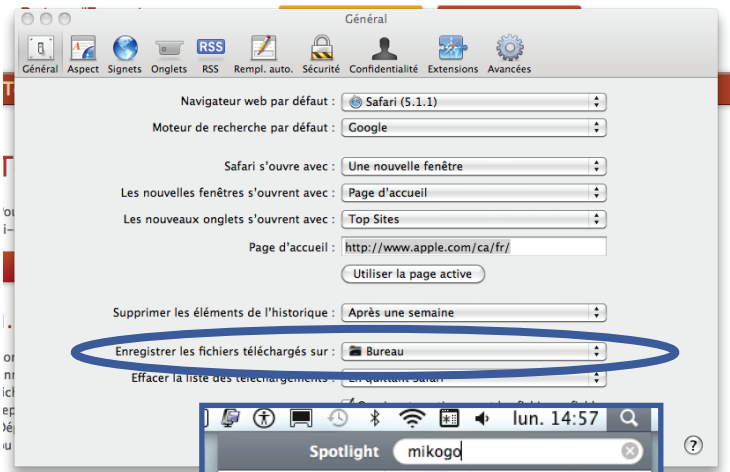 Général
RSS
Général Aspect Signets Onglets RSS Rempl. auto. Sécurité Confidentialité Extensions Avancées
Navigateur web par défaut : Safari (5.1.1)
Moteur de recherche par défaut : Google
Safari s'ouvre avec : Une nouvelle fenêtre
Les nouvelles fenêtres s'ouvrent avec : Page d'accueil
Les nouveaux onglets s'ouvrent avec : Top Sites
Page d'accueil : http://www.apple.com/ca/fr/
Utiliser la page active
Supprimer les éléments de l'historique : Après une semaine
Enregistrer les fichiers téléchargés sur : Bureau
Effacer la liste des téléchargements : En quittant Safari
lun. 14:57
Spotlight mikogo
?